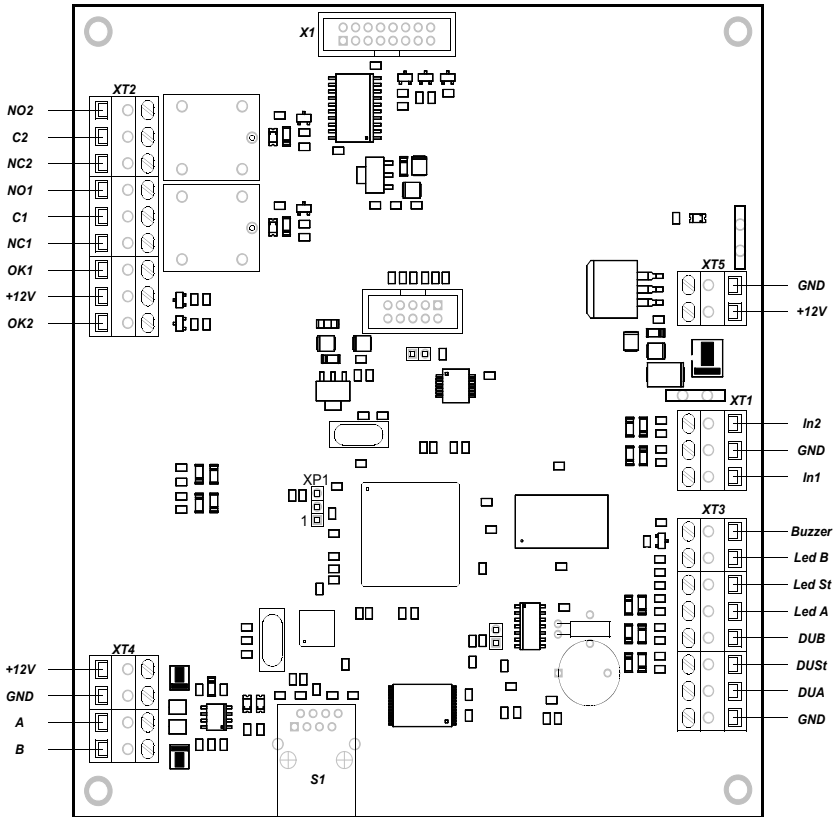 X1
XT2
NO2
C2
NC2
NO1
C1
NC1
OK1
+12V
OK2
XT5
GND
+12V
XT1
In2
GND
In1
XP1
1
XT3
Buzzer
Led B
Led St
Led A
DUB
DUSt
DUA
GND
XT4
+12V
GND
A
B
S1